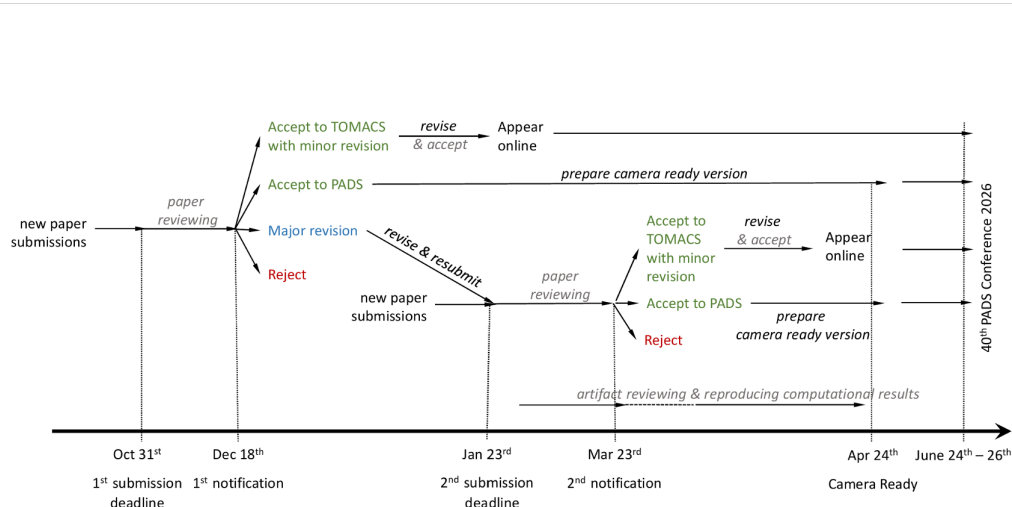 Accept to TOMACS
with minor revision
revise
& accept
Appear
online
Accept to PADS
prepare camera ready version
paper
reviewing
new paper
submissions
Major revision
revise & resubmit
Reject
Accept to
TOMACS
with minor
revision
revise
& accept
Appear
online
paper
reviewing
new paper
submissions
Accept to PADS
prepare
camera ready version
Reject
40th PADS Conference 2026
artifact reviewing & reproducing computational results
Oct 31st
Dec 18th
Jan 23rd
Mar 23rd
Apr 24th
June 24th – 26th
1st submission
deadline
1st notification
2nd submission
deadline
2nd notification
Camera Ready